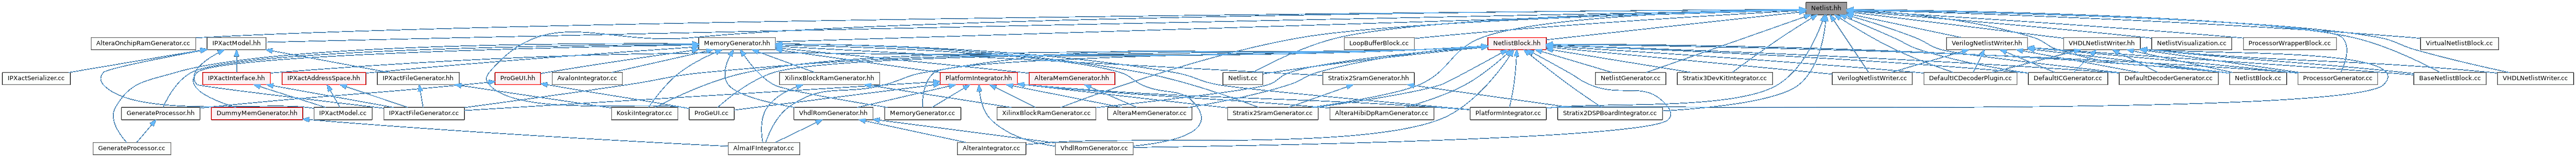 Netlist.hh
AlteraOnchipRamGenerator.cc
IPXactModel.hh
MemoryGenerator.hh
LoopBufferBlock.cc
NetlistBlock.hh
VerilogNetlistWriter.hh
VHDLNetlistWriter.hh
NetlistVisualization.cc
ProcessorWrapperBlock.cc
VirtualNetlistBlock.cc
IPXactSerializer.cc
IPXactInterface.hh
IPXactAddressSpace.hh
IPXactFileGenerator.hh
ProGeUI.hh
AvalonIntegrator.cc
XilinxBlockRamGenerator.hh
PlatformIntegrator.hh
AlteraMemGenerator.hh
Netlist.cc
Stratix2SramGenerator.hh
NetlistGenerator.cc
Stratix3DevKitIntegrator.cc
VerilogNetlistWriter.cc
DefaultICDecoderPlugin.cc
DefaultICGenerator.cc
DefaultDecoderGenerator.cc
NetlistBlock.cc
ProcessorGenerator.cc
BaseNetlistBlock.cc
VHDLNetlistWriter.cc
GenerateProcessor.hh
DummyMemGenerator.hh
IPXactModel.cc
IPXactFileGenerator.cc
KoskiIntegrator.cc
ProGeUI.cc
VhdlRomGenerator.hh
MemoryGenerator.cc
XilinxBlockRamGenerator.cc
AlteraMemGenerator.cc
Stratix2SramGenerator.cc
AlteraHibiDpRamGenerator.cc
PlatformIntegrator.cc
Stratix2DSPBoardIntegrator.cc
GenerateProcessor.cc
AlmaIFIntegrator.cc
AlteraIntegrator.cc
VhdlRomGenerator.cc